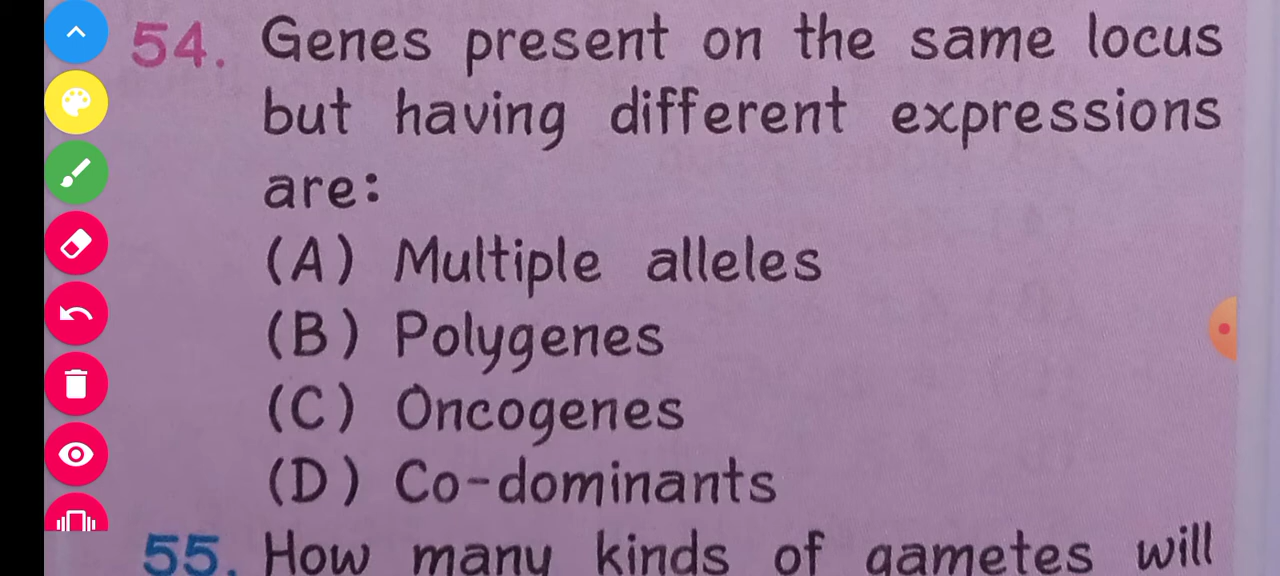 54. Genes present on the same locus
but having different expressions
are:
(A) Multiple alleles
(B) Polygenes
(C) Oncogenes
(D) Co-dominants
55. How many kinds of gametes will